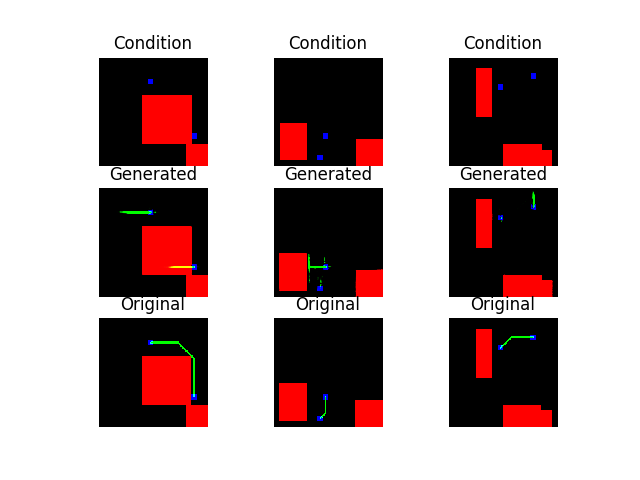 Condition Condition Condition
Generated Generated Generated
Original Original Original